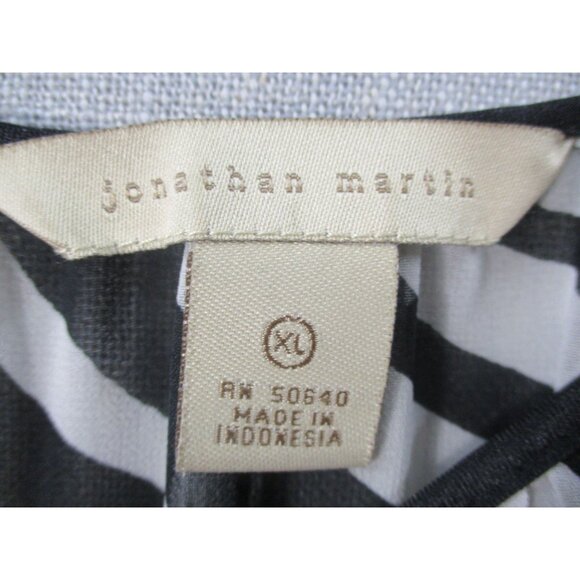 jonathan martin
XL
RN 50640
MADE IN
INDONESIA